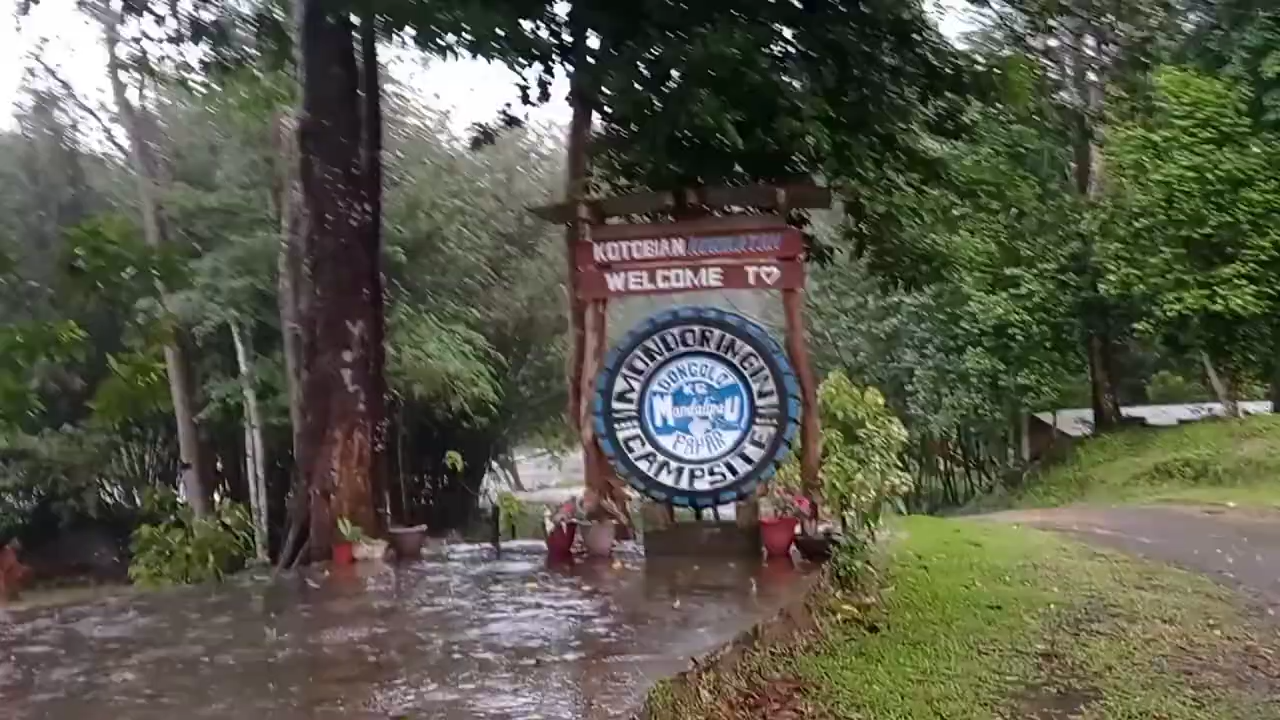 KOTOBIAN
WELCOME TO
MONDORINGIN
DONGOLO
KG
MandaliPaU
PAPAR
CAMPSITE